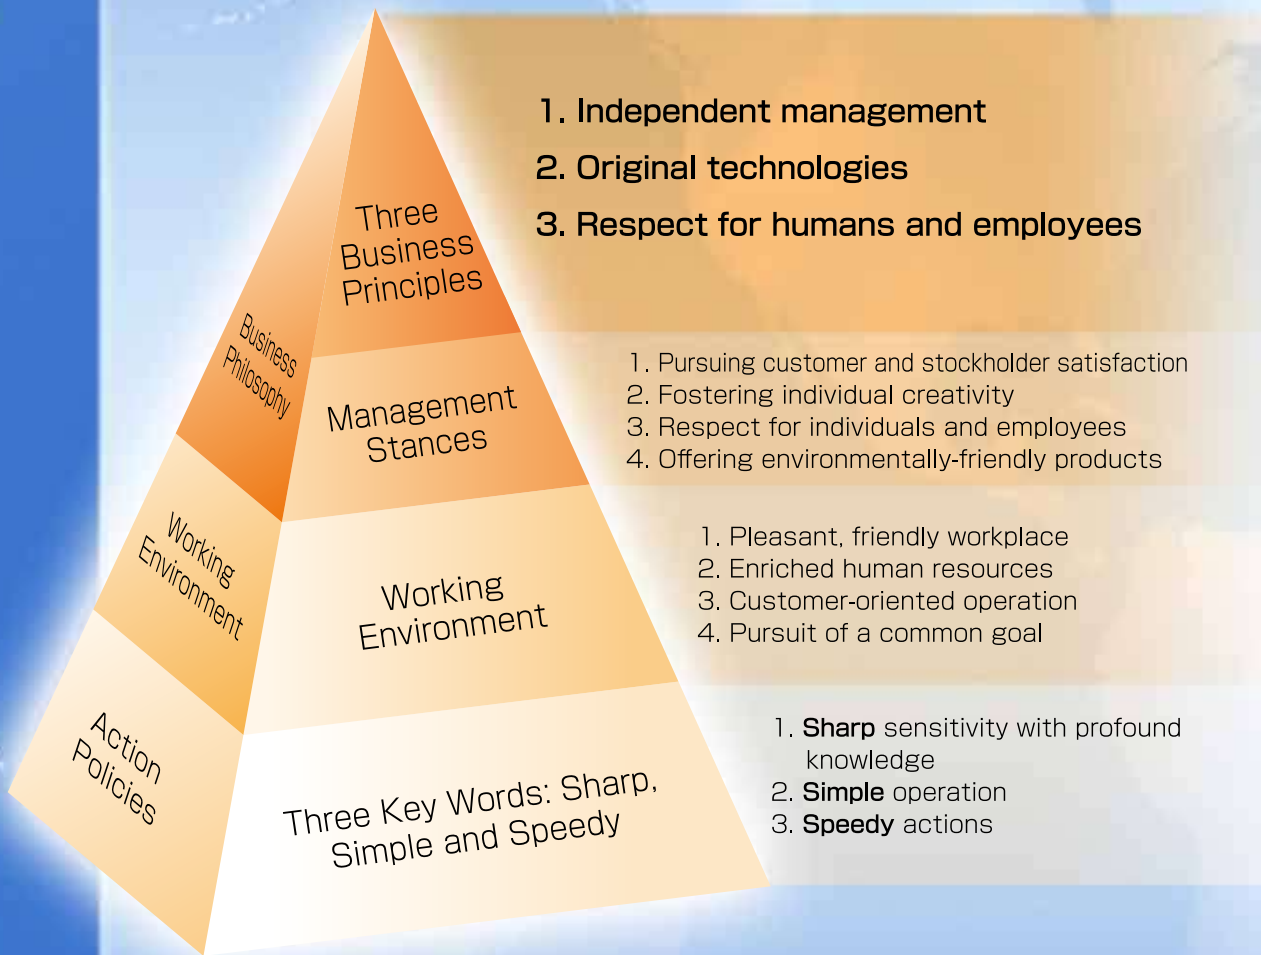 Three
Business
Principles
1. Independent management
2. Original technologies
3. Respect for humans and employees
Business
Philosophy
Management
Stances
1. Pursuing customer and stockholder satisfaction
2. Fostering individual creativity
3. Respect for individuals and employees
4. Offering environmentally-friendly products
Working
Environment
Working
Environment
1. Pleasant, friendly workplace
2. Enriched human resources
3. Customer-oriented operation
4. Pursuit of a common goal
Action
Policies
Three Key Words: Sharp,
Simple and Speedy
1. Sharp sensitivity with profound
knowledge
2. Simple operation
3. Speedy actions